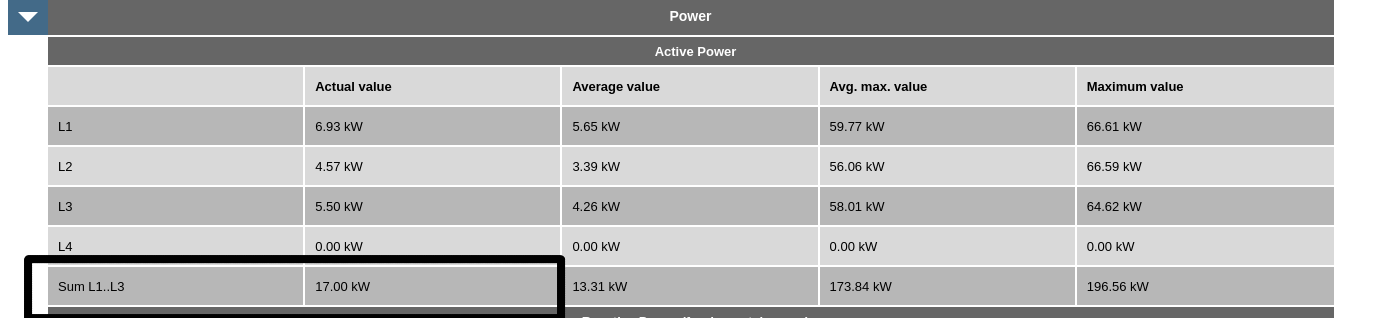 Power
Active Power
Actual value Average value Avg. max. value Maximum value
L1 6.93 kW 5.65 kW 59.77 kW 66.61 kW
L2 4.57 kW 3.39 kW 56.06 kW 66.59 kW
L3 5.50 kW 4.26 kW 58.01 kW 64.62 kW
L4 0.00 kW 0.00 kW 0.00 kW 0.00 kW
Sum L1..L3 17.00 kW 13.31 kW 173.84 kW 196.56 kW